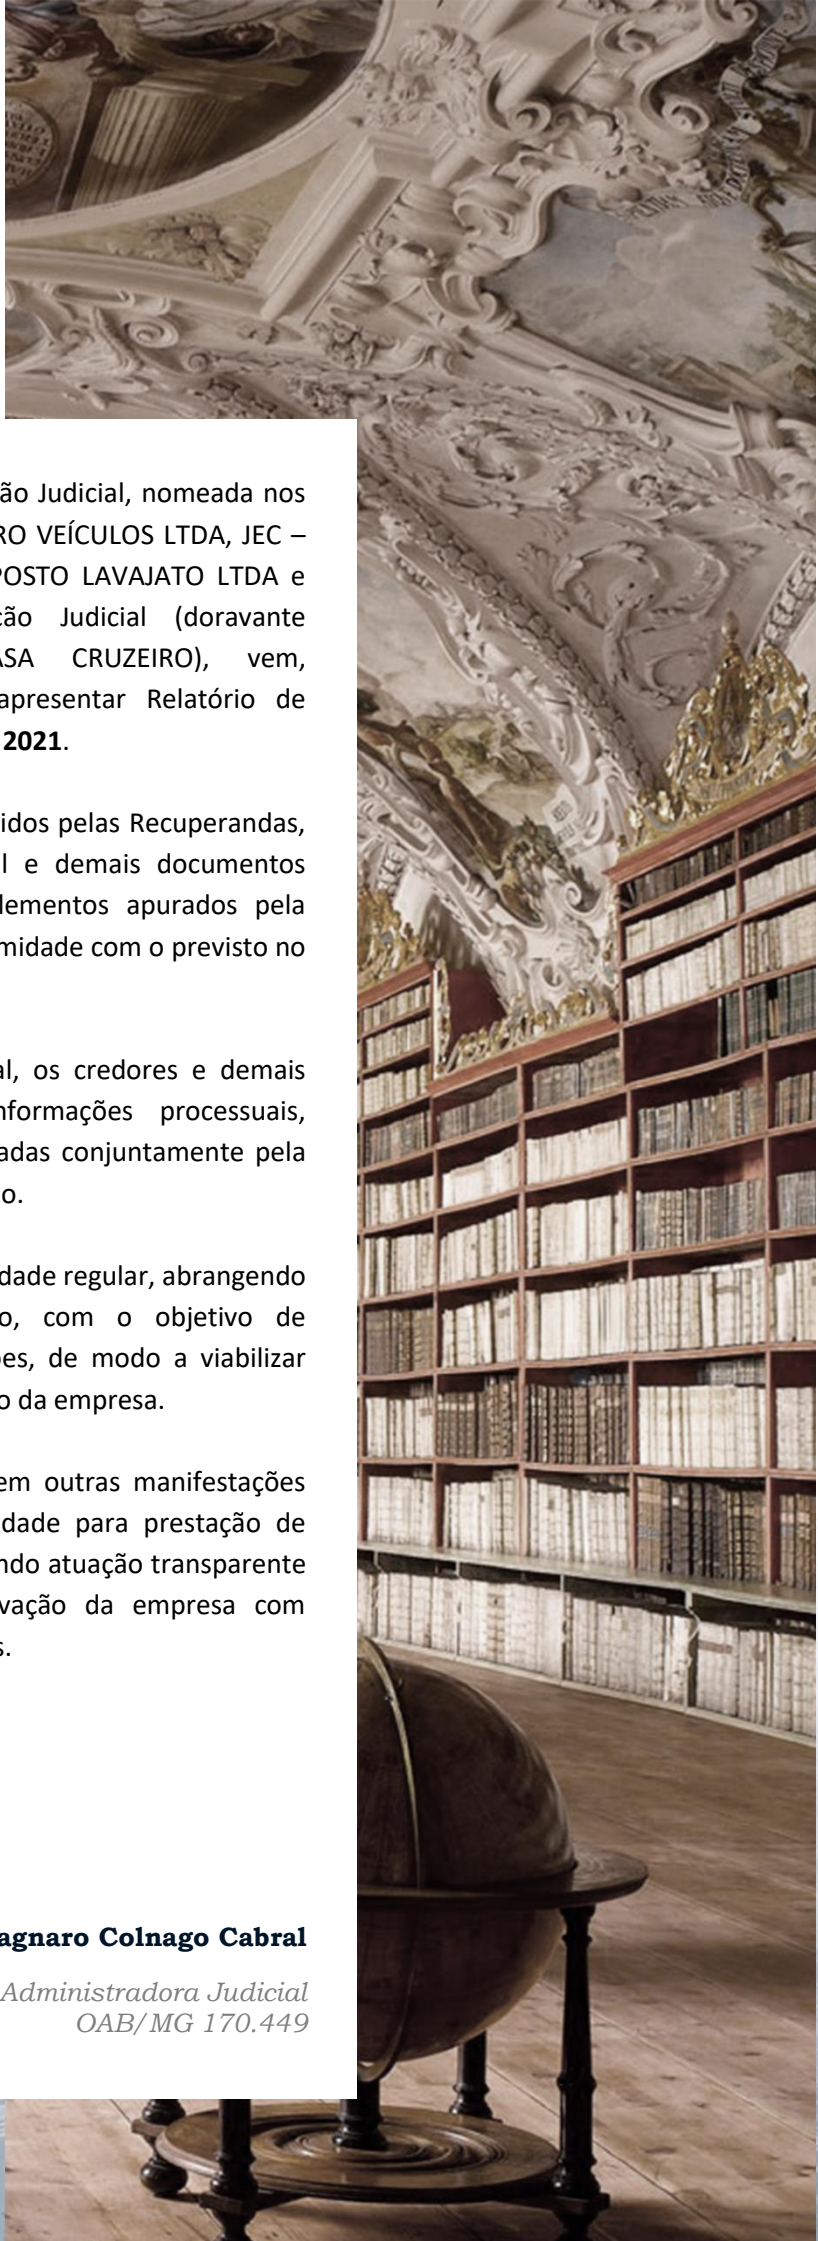 ão Judicial, nomeada nos
RO VEÍCULOS LTDA, JEC –
POSTO LAVAJATO LTDA e
ção Judicial (doravante
ASA CRUZEIRO), vem,
apresentar Relatório de
2021.
idos pelas Recuperandas,
l e demais documentos
lementos apurados pela
midade com o previsto no
al, os credores e demais
nformações processuais,
adas conjuntamente pela
o.
dade regular, abrangendo
o, com o objetivo de
ões, de modo a viabilizar
o da empresa.
em outras manifestações
dade para prestação de
ndo atuação transparente
vação da empresa com
s.
agnaro Colnago Cabral
Administradora Judicial
OAB/MG 170.449